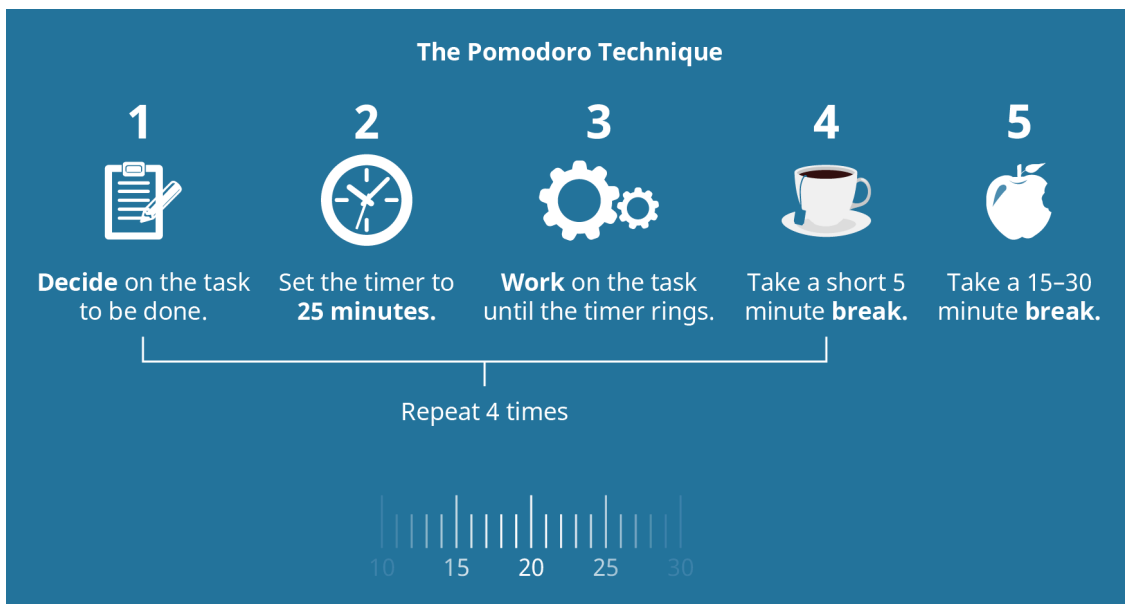 The Pomodoro Technique
1
2
3
4
5
Decide on the task
to be done.
Set the timer to
25 minutes.
Work on the task
until the timer rings.
Take a short 5
minute break.
Take a 15–30
minute break.
Repeat 4 times
10
15
20
25
30